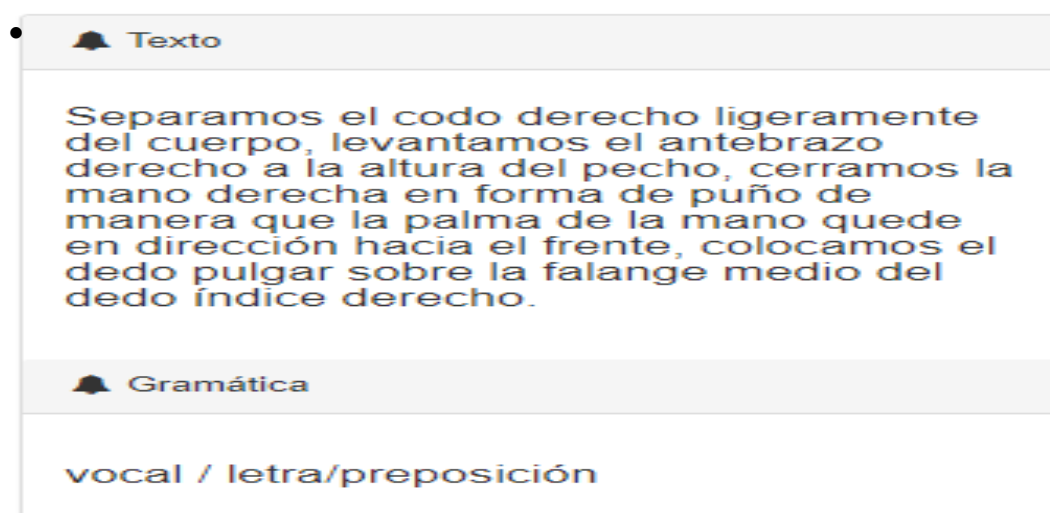 Texto
Separamos el codo derecho ligeramente
del cuerpo, levantamos el antebrazo
derecho a la altura del pecho, cerramos la
mano derecha en forma de puño de
manera que la palma de la mano quede
en dirección hacia el frente, colocamos el
dedo pulgar sobre la falange medio del
dedo índice derecho.
Gramática
vocal / letra/preposición